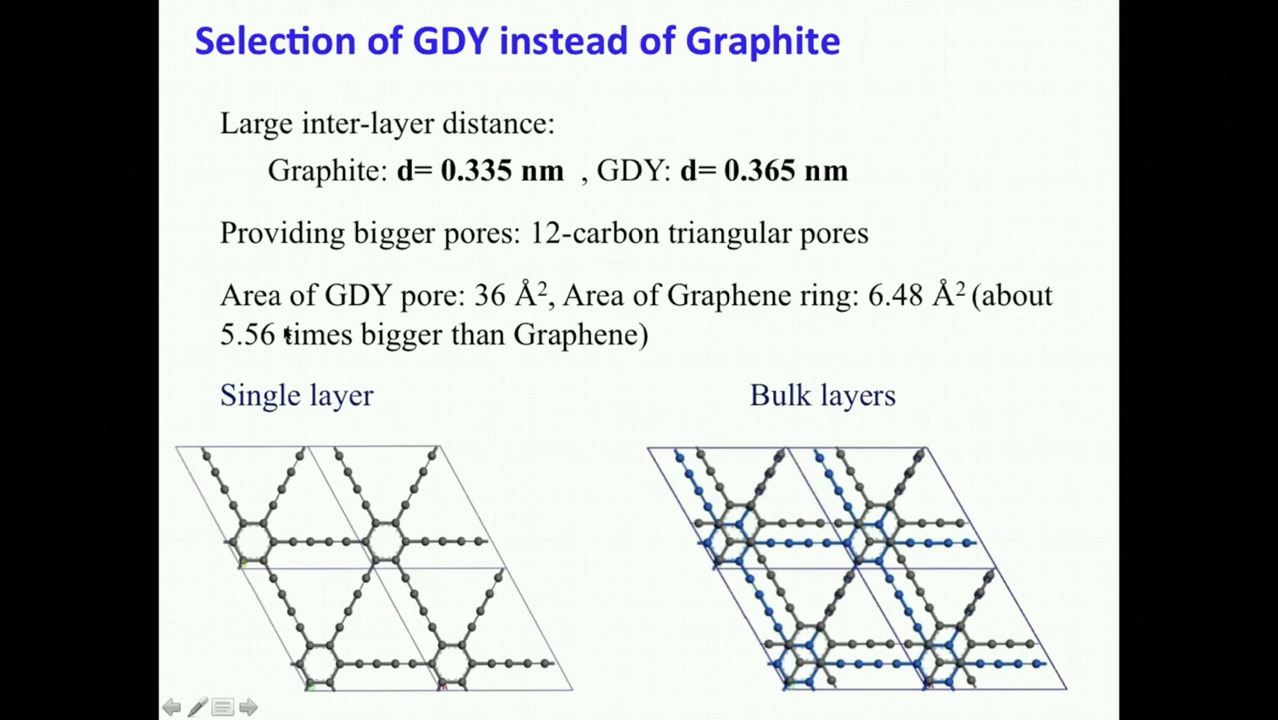 Selection of GDY instead of Graphite
Large inter-layer distance:
Graphite: d= 0.335 nm , GDY: d= 0.365 nm
Providing bigger pores: 12-carbon triangular pores
Area of GDY pore: 36 Å², Area of Graphene ring: 6.48 Å² (about
5.56 times bigger than Graphene)
Single layer
Bulk layers